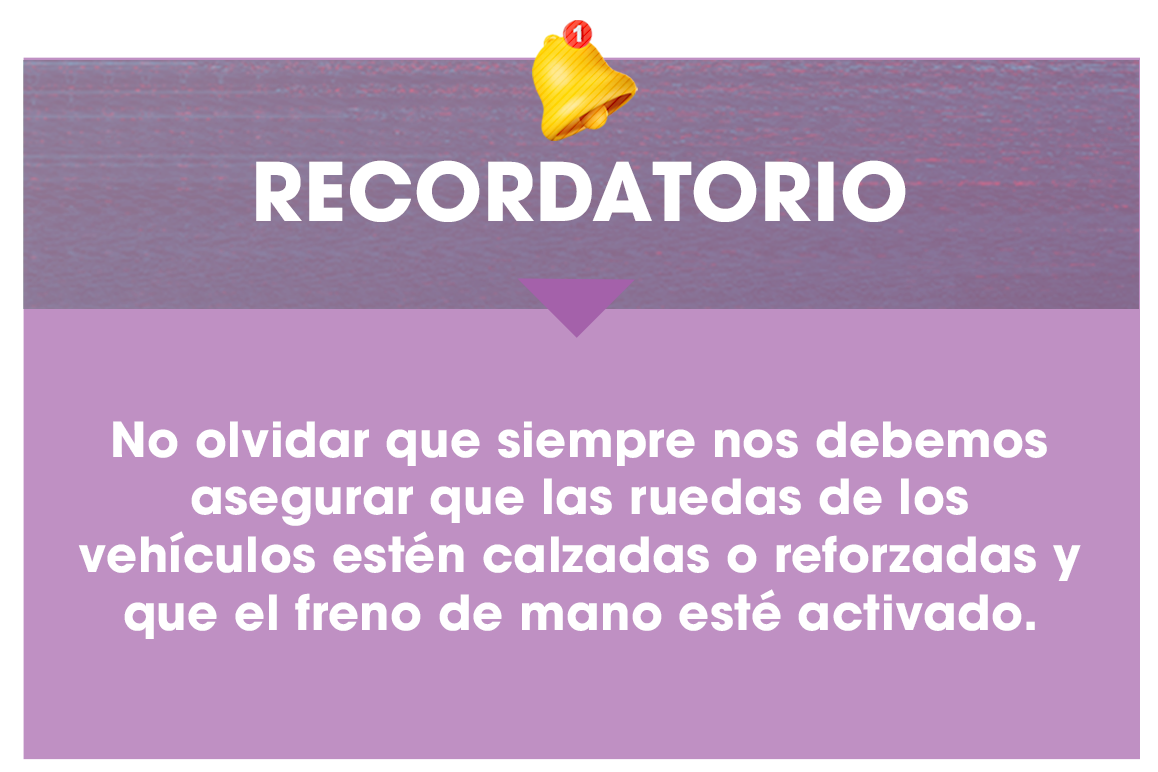 1
RECORDATORIO
No olvidar que siempre nos debemos
asegurar que las ruedas de los
vehículos estén calzadas o reforzadas y
que el freno de mano esté activado.